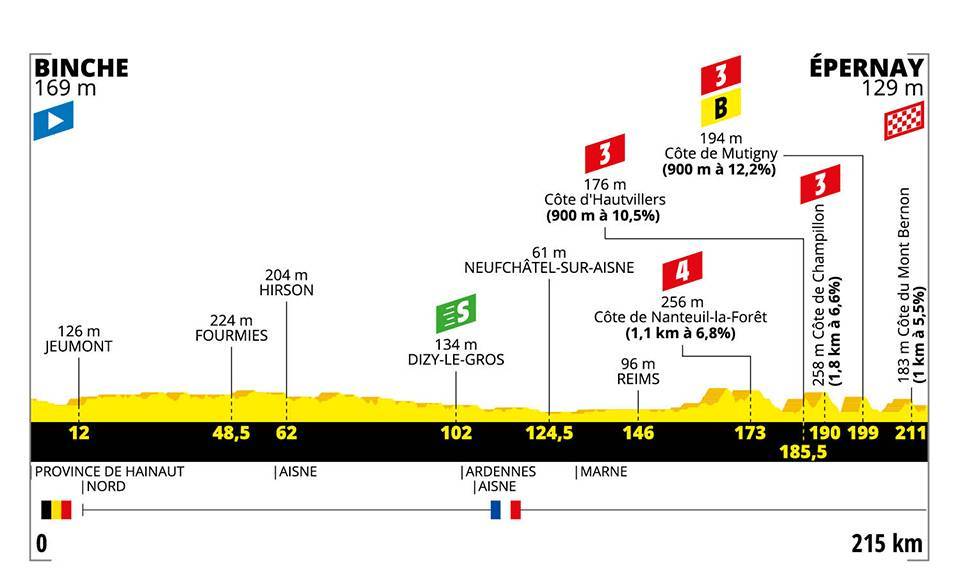 BINCHE
169 m
ÉPERNAY
129 m
3
B
194 m
Côte de Mutigny
(900 m à 12,2%)
3
176 m
Côte d'Hautvillers
(900 m à 10,5%)
3
258 m Côte de Champillon
(1,8 km à 6,6%)
183 m Côte du Mont Bernon
(1 km à 5,5%)
61 m
NEUFCHÂTEL-SUR-AISNE
4
256 m
Côte de Nanteuil-la-Forêt
(1,1 km à 6,8%)
204 m
HIRSON
S
134 m
DIZY-LE-GROS
224 m
FOURMIES
126 m
JEUMONT
96 m
REIMS
12
48,5
62
102
124,5
146
173
185,5
190
199
211
PROVINCE DE HAINAUT
NORD
AISNE
ARDENNES
AISNE
MARNE
0
215 km